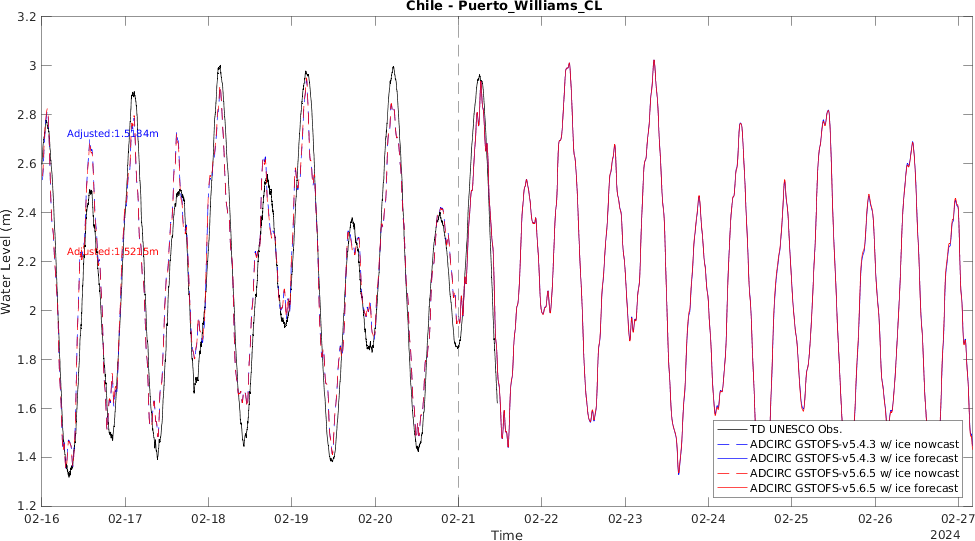 Chile - Puerto_Williams_CL
3.2
3
2.8
2.6
2.4
2.2
2
1.8
1.6
1.4
1.2
Water Level (m)
Adjusted:1.5184m
Adjusted:1.5215m
TD UNESCO Obs.
ADCIRC GSTOFS-v5.4.3 w/ ice nowcast
ADCIRC GSTOFS-v5.4.3 w/ ice forecast
ADCIRC GSTOFS-v5.6.5 w/ ice nowcast
ADCIRC GSTOFS-v5.6.5 w/ ice forecast
02-16 02-17 02-18 02-19 02-20 02-21 02-22 02-23 02-24 02-25 02-26 02-27
Time
2024